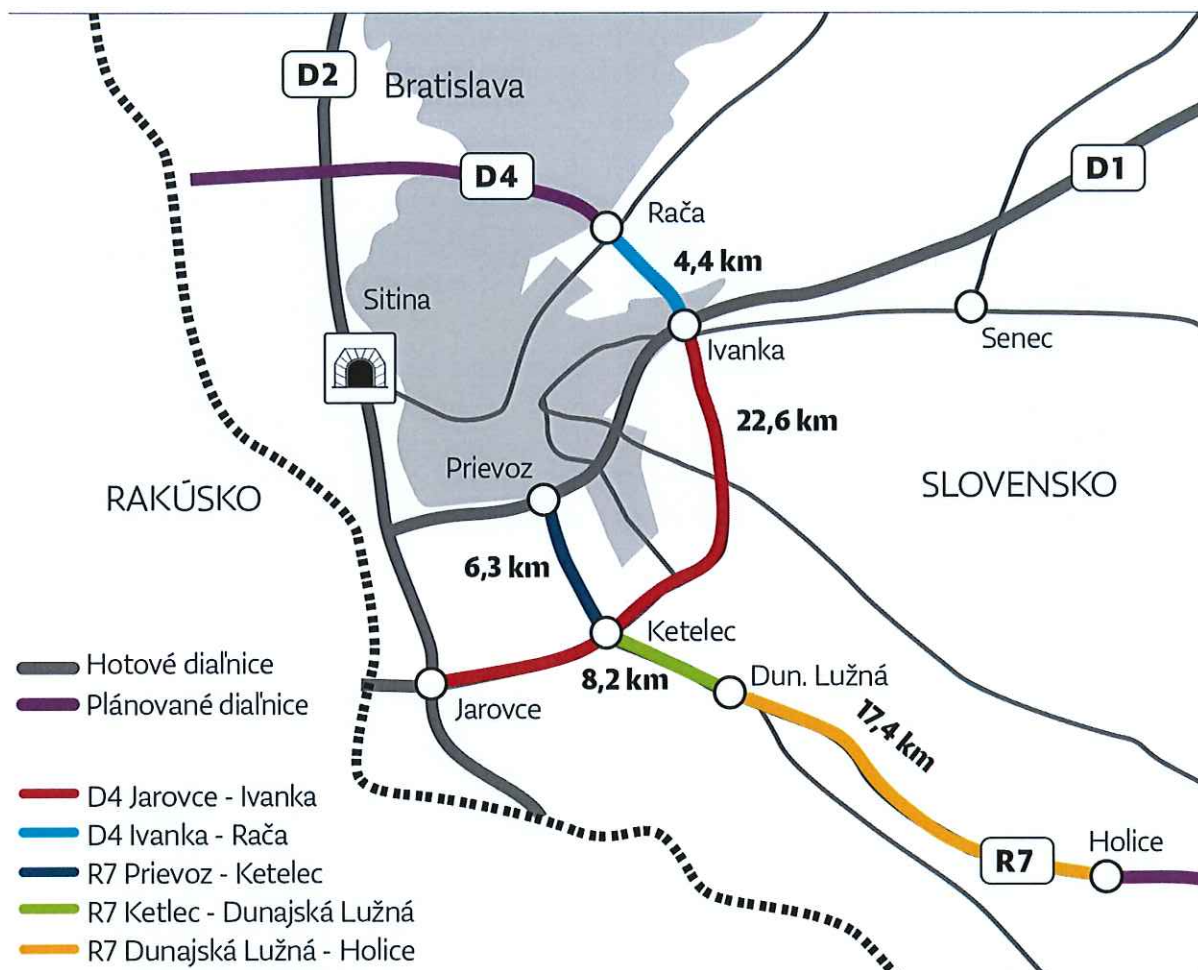 D2
Bratislava
D4
D1
Rača
4,4 km
Sitina
Ivanka
Senec
22,6 km
Prievoz
RAKÚSKO
SLOVENSKO
6,3 km
Ketelec
8,2 km
Dun. Lužná
Jarovce
17,4 km
Holice
R7
Hotové diaľnice
Plánované diaľnice
D4 Jarovce - Ivanka
D4 Ivanka - Rača
R7 Prievoz - Ketelec
R7 Ketlec - Dunajská Lužná
R7 Dunajská Lužná - Holice